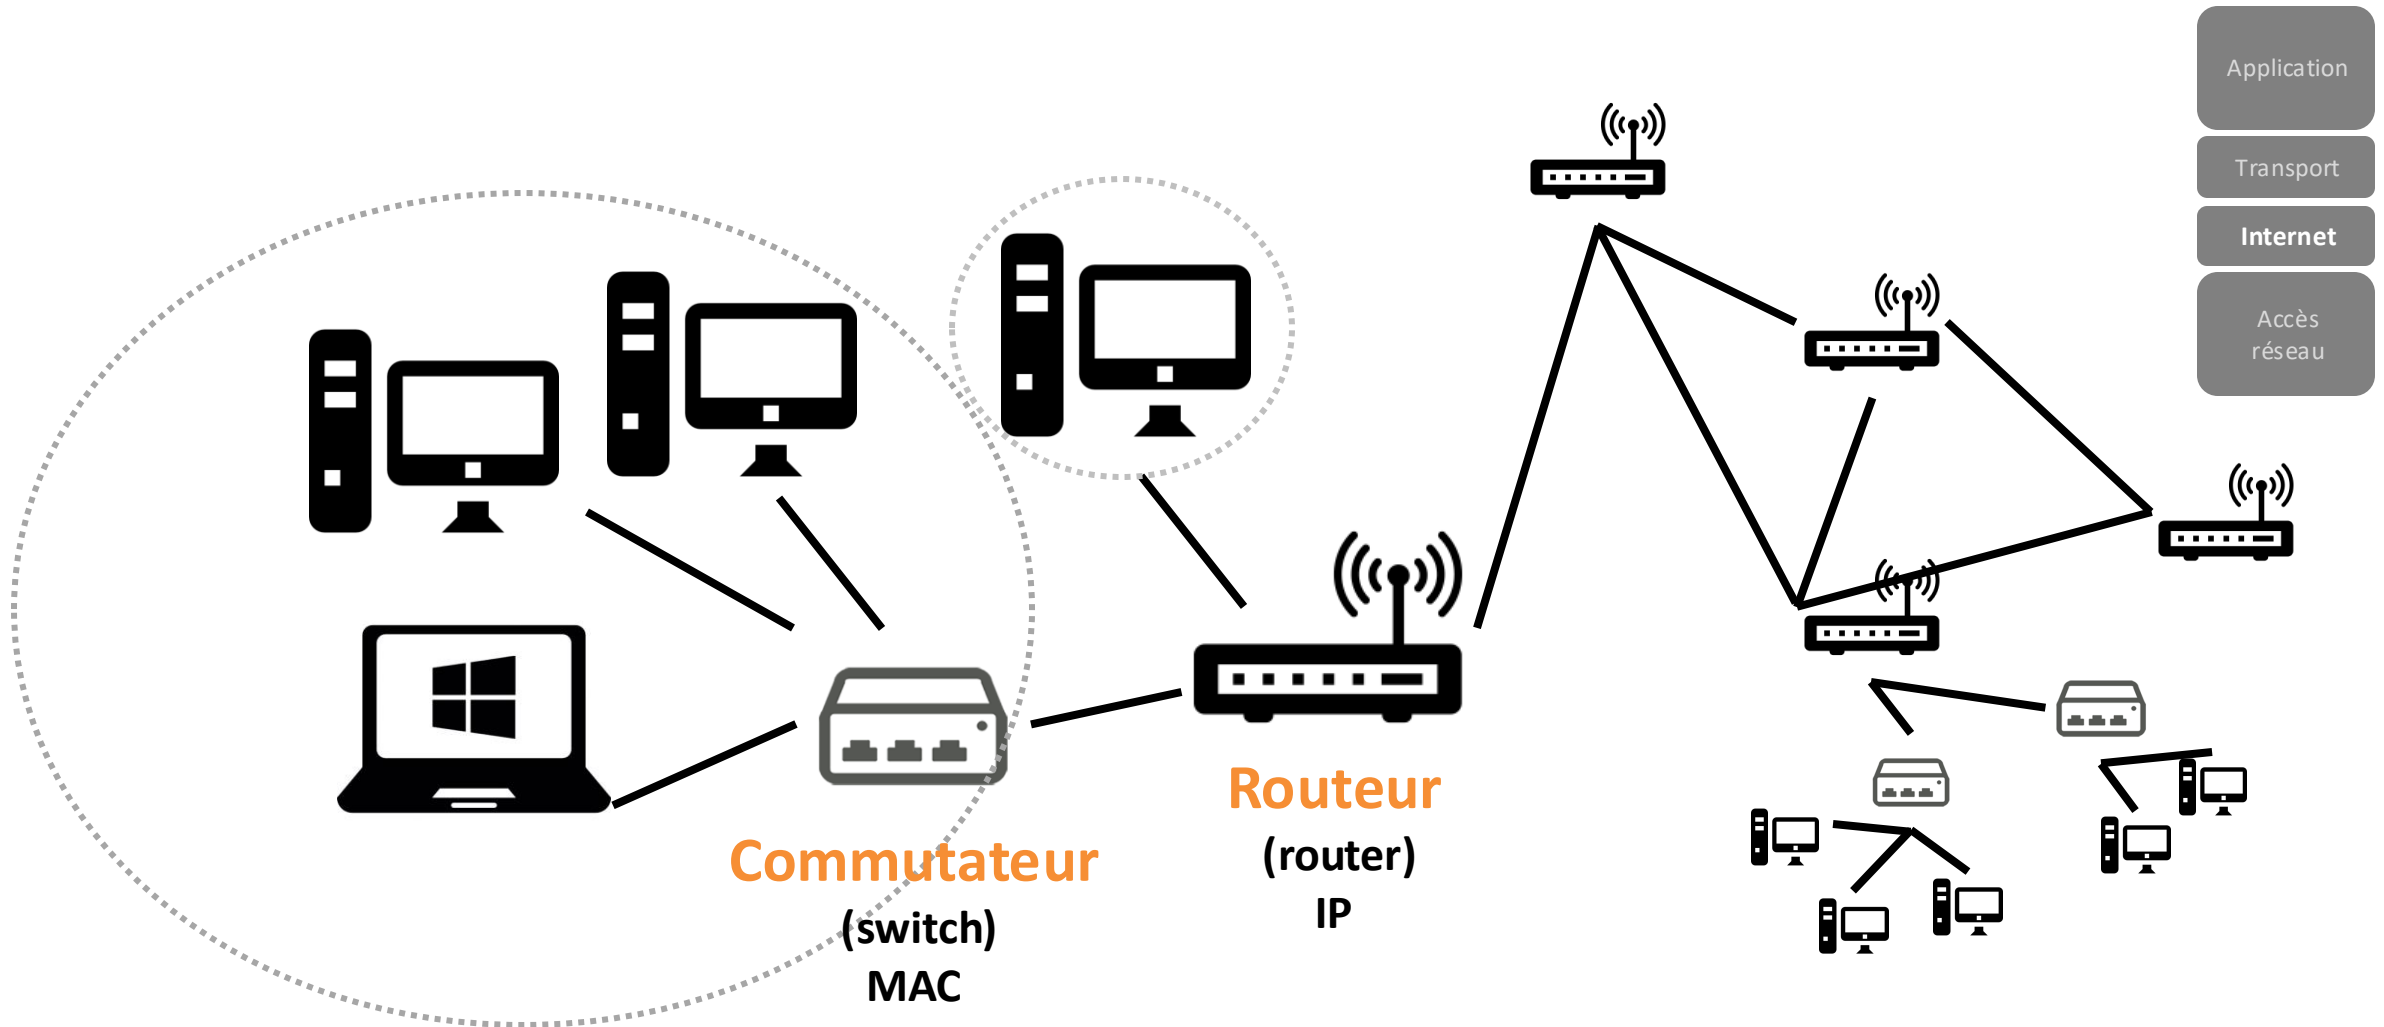 Application
Transport
Internet
Accès
réseau
Routeur
(router)
IP
Commutateur
(switch)
MAC